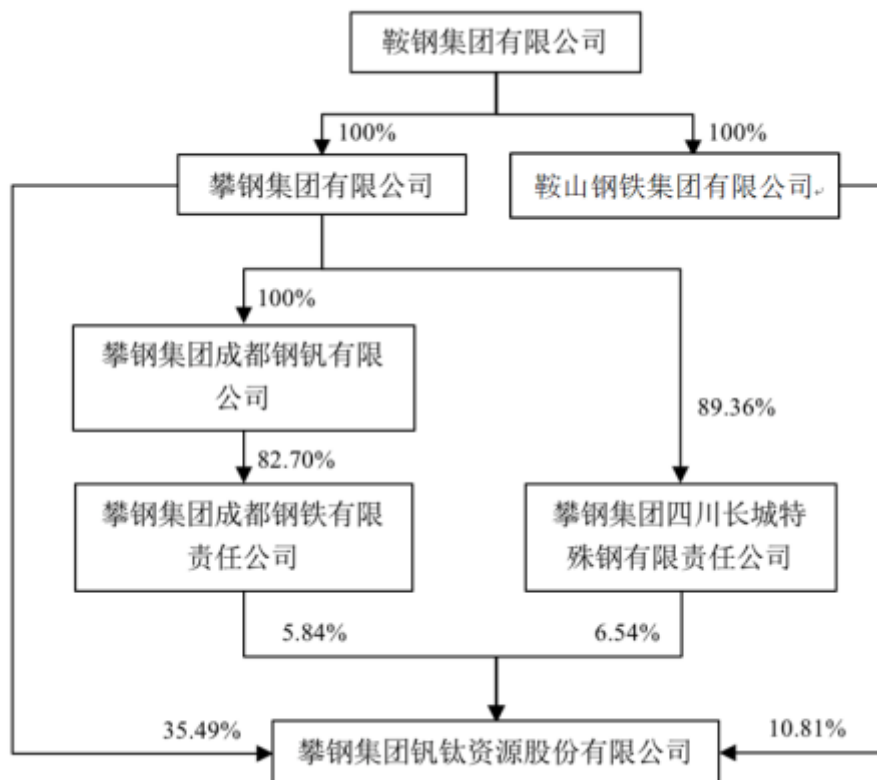 鞍钢集团有限公司
100%
100%
攀钢集团有限公司
鞍山钢铁集团有限公司
100%
攀钢集团成都钢钒有限
公司
89.36%
82.70%
攀钢集团成都钢铁有限
责任公司
攀钢集团四川长城特
殊钢有限责任公司
5.84%
6.54%
35.49%
10.81%
攀钢集团钒钛资源股份有限公司